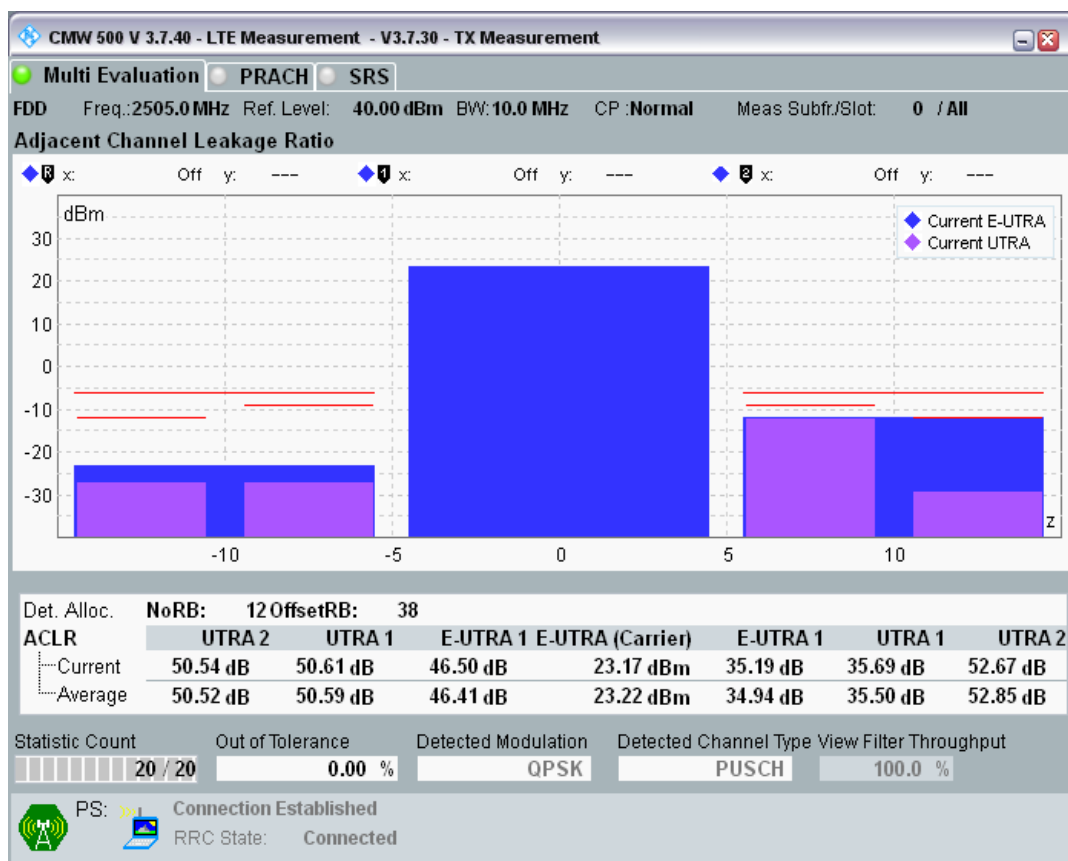 CMW 500 V 3.7.40 - LTE Measurement - V3.7.30 - TX Measurement
Multi Evaluation PRACH SRS
FDD Freq.:2505.0 MHz Ref. Level: 40.00 dBm BW:10.0 MHz CP :Normal Meas Subfr./Slot: 0 / All
Adjacent Channel Leakage Ratio
R x: Off y: --- 1 x: Off y: --- 2 x: Off y: ---
dBm
Current E-UTRA
Current UTRA
30
20
10
0
-10
-20
-30
z
-10 -5 0 5 10
Det. Alloc. NoRB: 12 OffsetRB: 38
ACLR UTRA 2 UTRA 1 E-UTRA 1 E-UTRA (Carrier) E-UTRA 1 UTRA 1 UTRA 2
Current 50.54 dB 50.61 dB 46.50 dB 23.17 dBm 35.19 dB 35.69 dB 52.67 dB
Average 50.52 dB 50.59 dB 46.41 dB 23.22 dBm 34.94 dB 35.50 dB 52.85 dB
Statistic Count Out of Tolerance Detected Modulation Detected Channel Type View Filter Throughput
20 / 20 0.00 % QPSK PUSCH 100.0 %
PS: Connection Established
RRC State: Connected